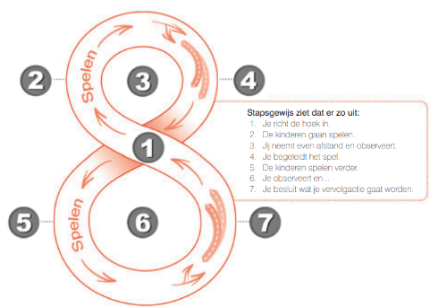 Spelen
2
3
4
1
Stapsgewijs ziet dat er zo uit:
1. Je richt de hoek in.
2. De kinderen gaan spelen.
3. Jij neemt even afstand en observeert.
4. Je begeleidt het spel.
5. De kinderen spelen verder.
6. Je observeert en...
7. Je besluit wat je vervolgactie gaat worden.
Spelen
5
6
7